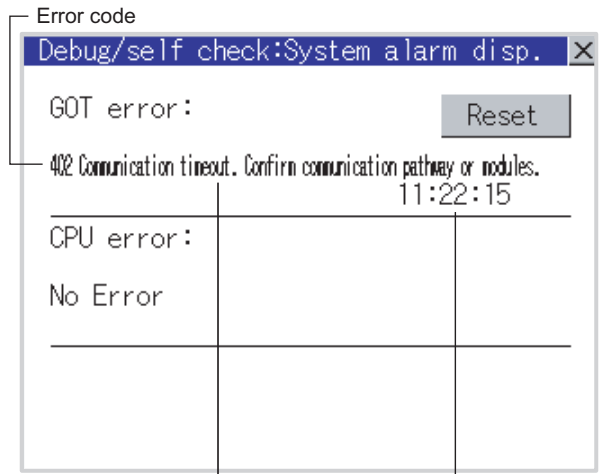 Error code
Debug/self check:System alarm disp. ×
GOT error:
Reset
402 Communication timeout. Confirm communication pathway or modules.
11:22:15
CPU error:
No Error